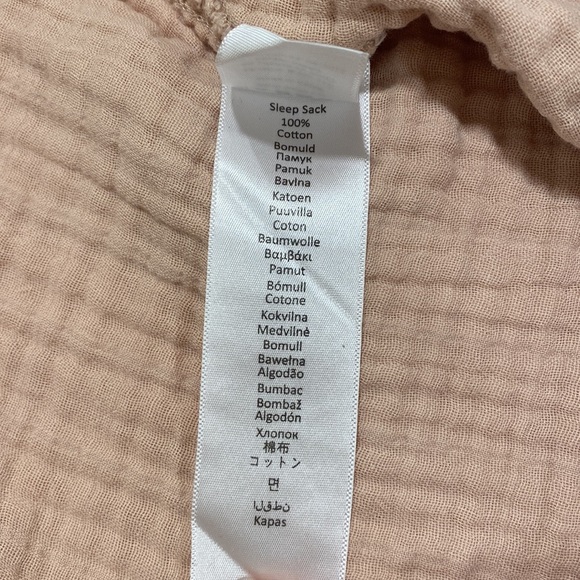 Sleep Sack
100%
Cotton
Bomuld
Памук
Pamuk
Bavlna
Katoen
Puuvilla
Coton
Baumwolle
Βαμβάκι
Pamut
Bómull
Cotone
Kokvilna
Medvilnė
Bomull
Bawełna
Algodão
Bumbac
Bombaž
Algodón
Хлопок
棉布
コットン
면
القطن
Kapas